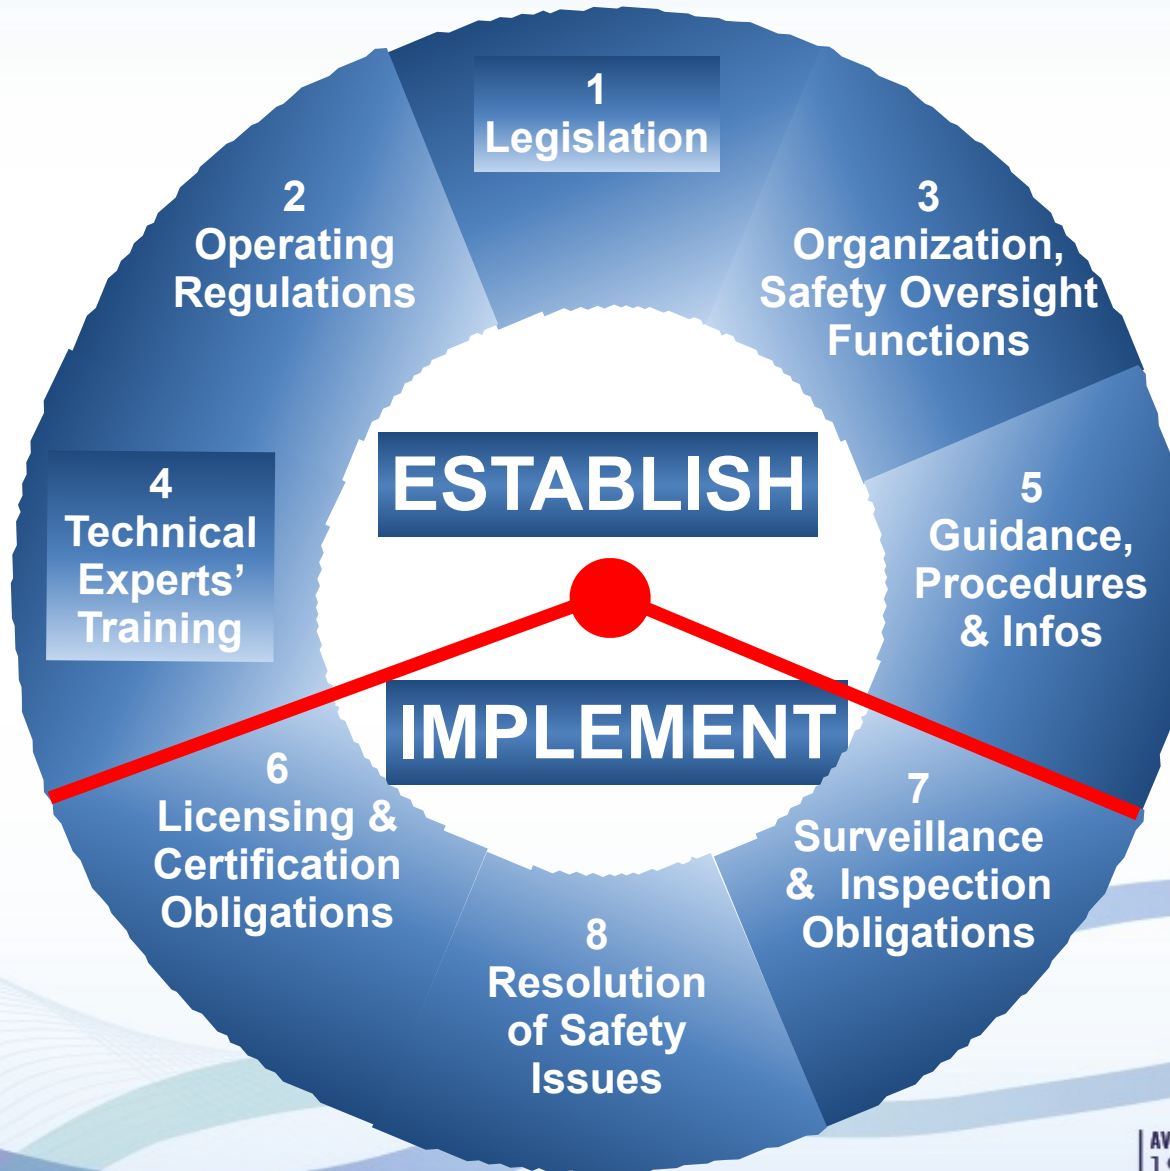 1
Legislation
2
Operating
Regulations
3
Organization,
Safety Oversight
Functions
4
Technical
Experts’
Training
ESTABLISH
5
Guidance,
Procedures
& Infos
IMPLEMENT
6
Licensing &
Certification
Obligations
7
Surveillance
& Inspection
Obligations
8
Resolution
of Safety
Issues